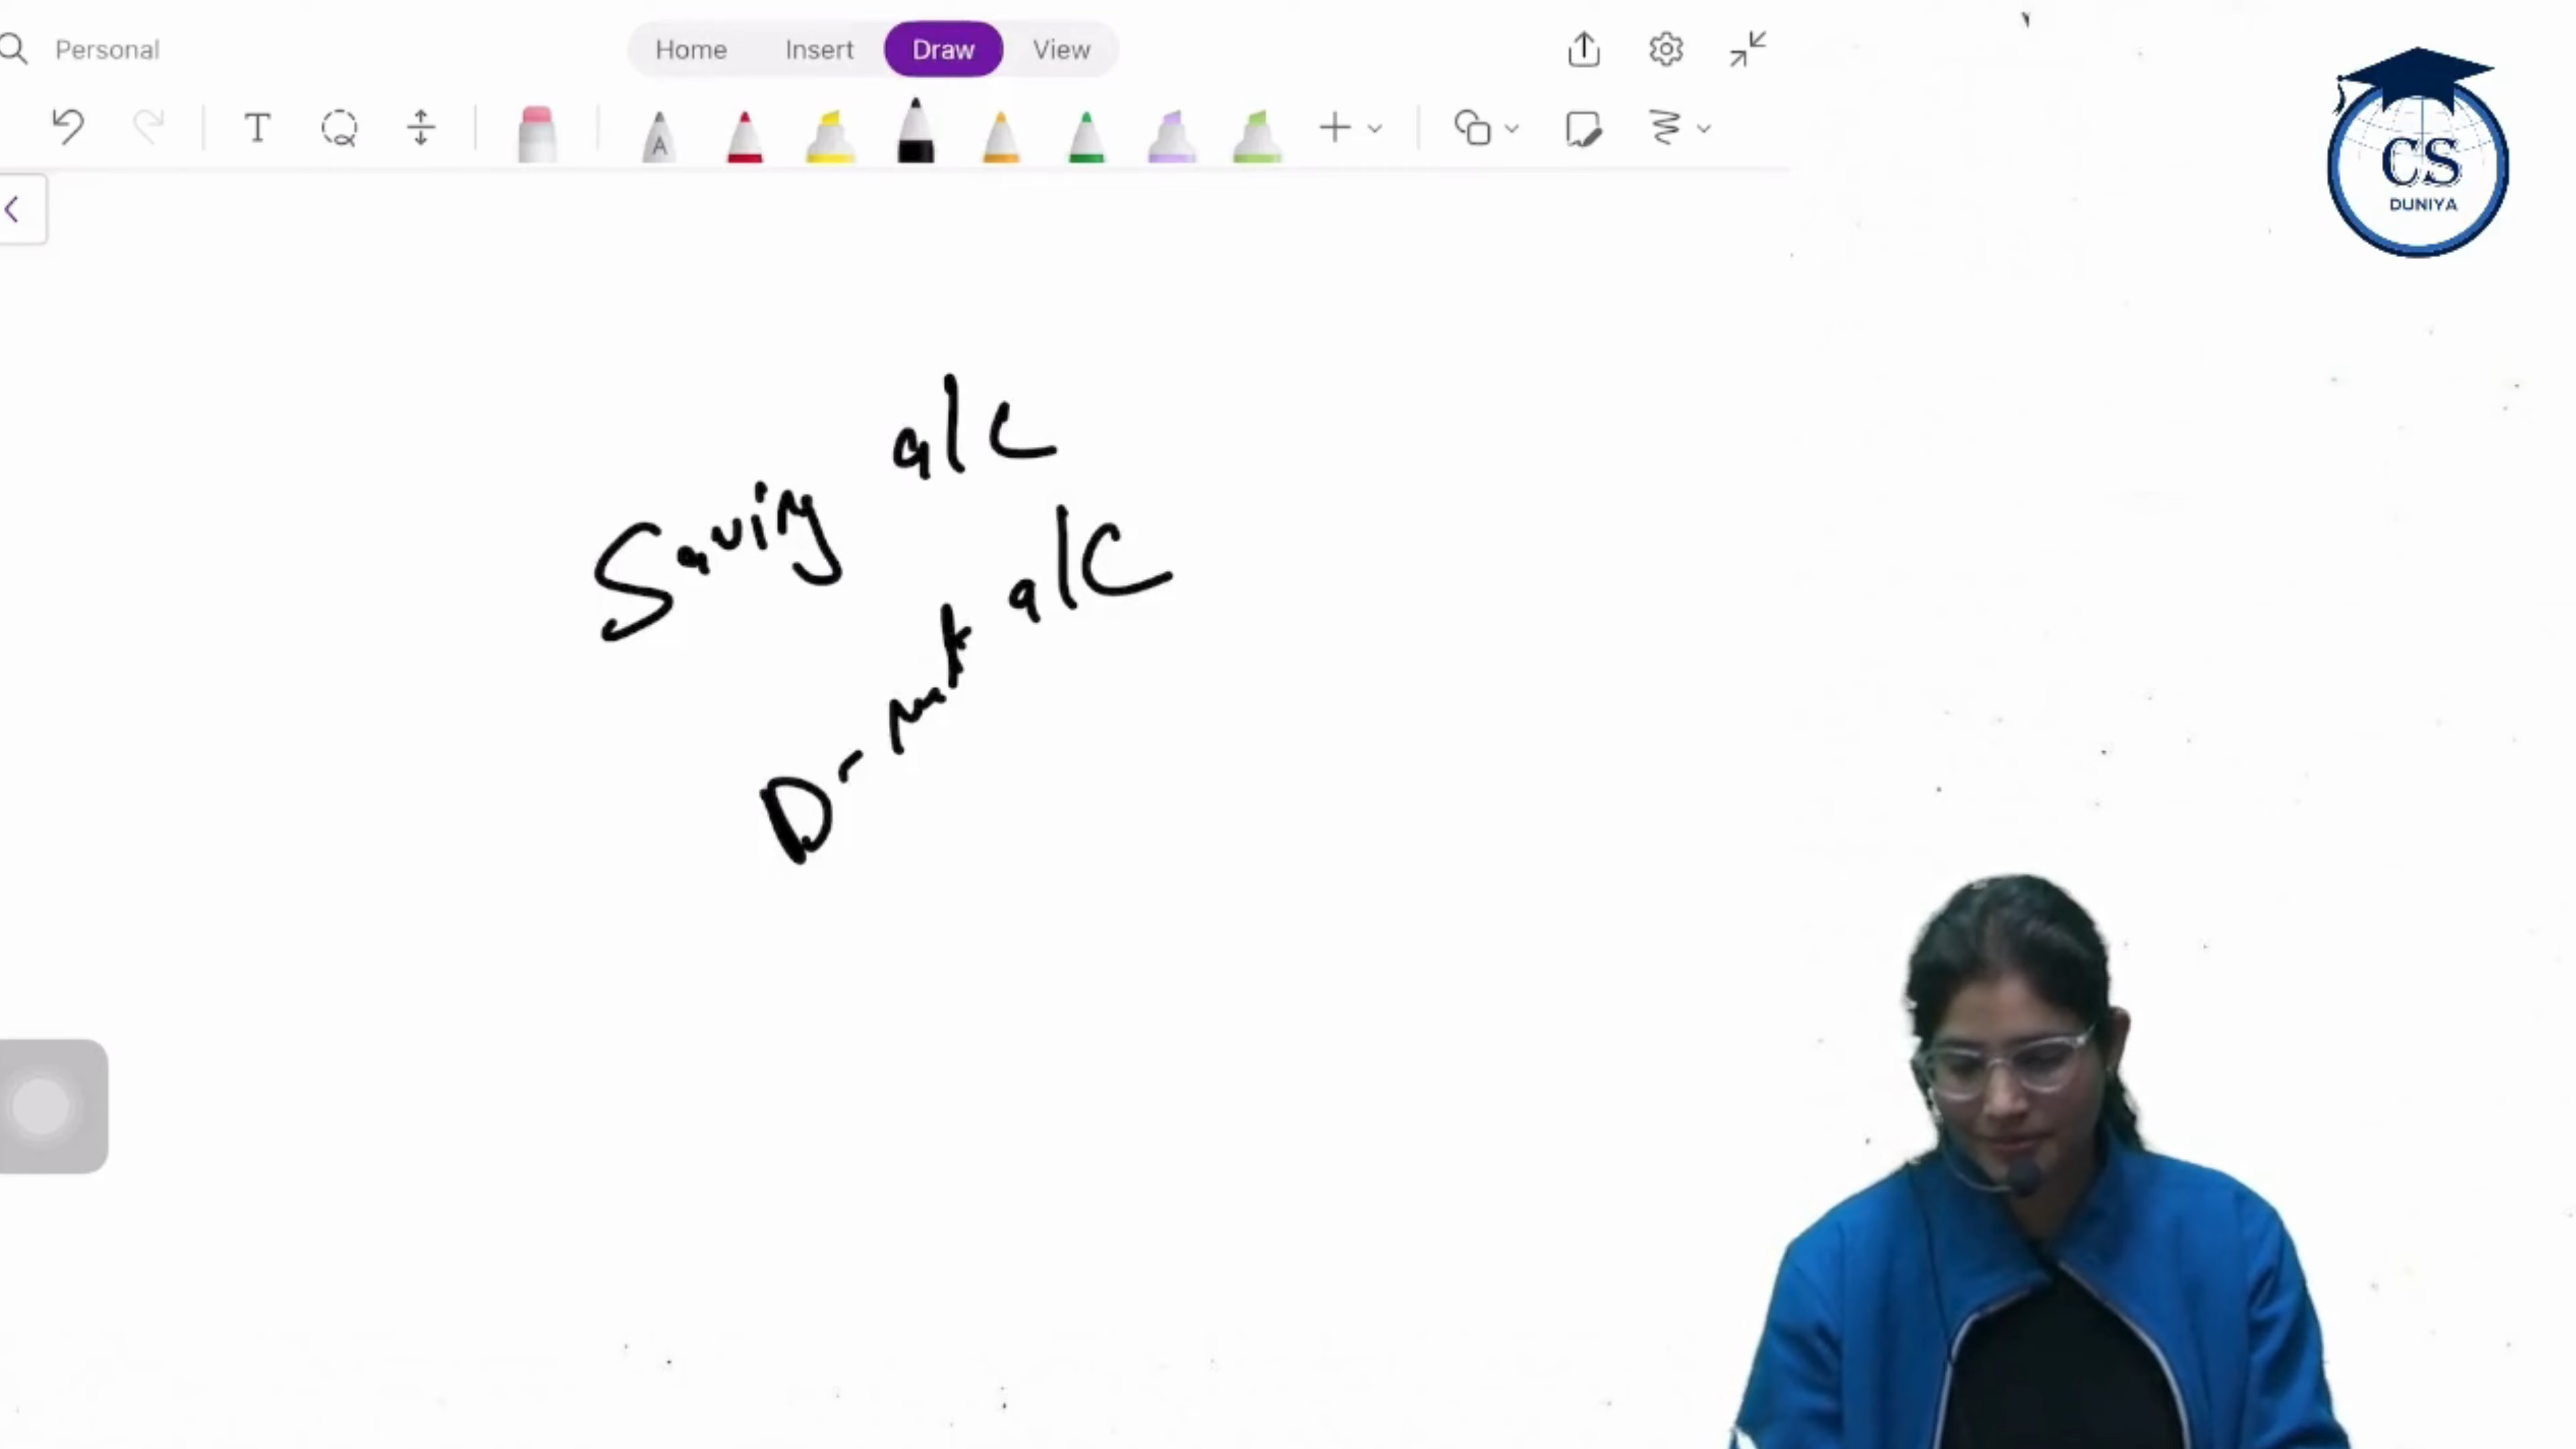 Personal
Home Insert Draw View
T
A
CS
DUNIYA
Saving a/c
D-mat a/c